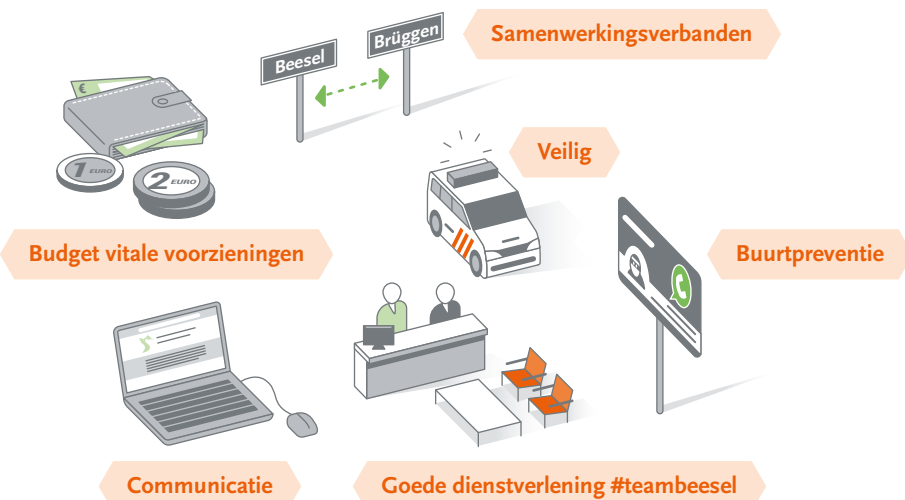 Beesel
Brüggen
Samenwerkingsverbanden
€
Veilig
1 EURO
2 EURO
Budget vitale voorzieningen
Buurtpreventie
Communicatie
Goede dienstverlening #teambeesel